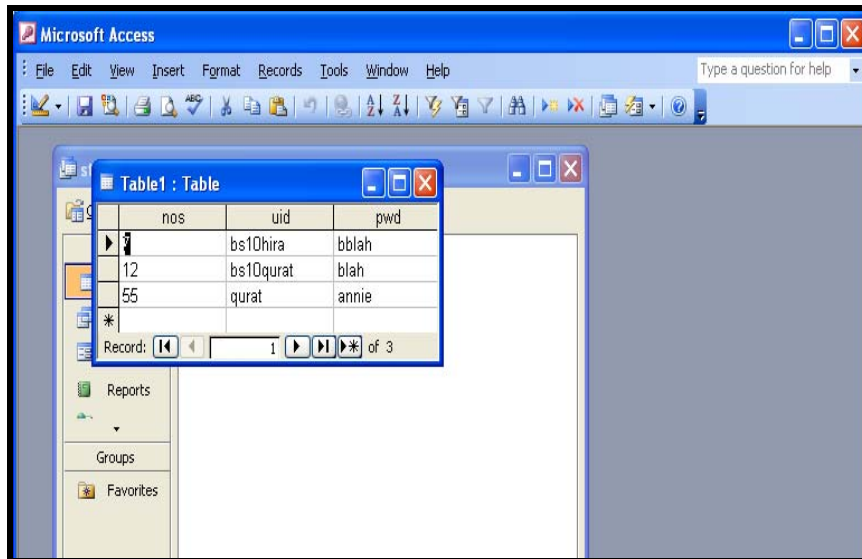 Microsoft Access
File Edit View Insert Format Records Tools Window Help
Type a question for help
Table1 : Table
nos uid pwd
7 bs10hira bblah
12 bs10qurat blah
55 qurat annie
Record: 1 of 3
Reports
Groups
Favorites